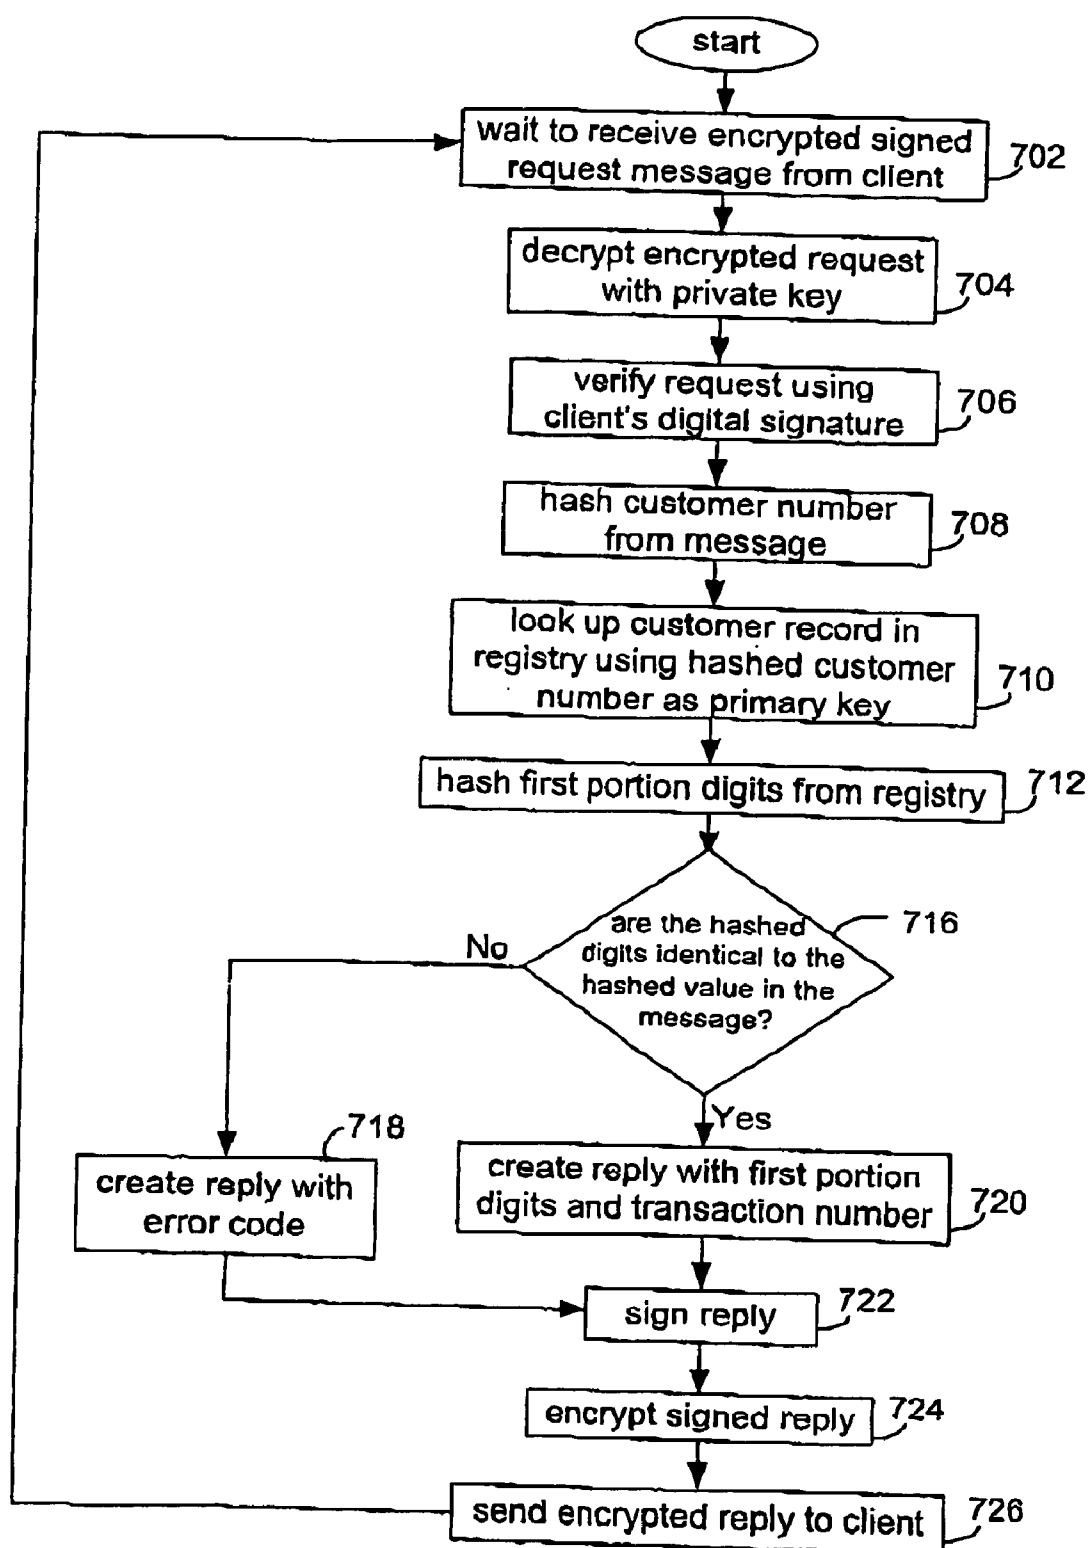 start
wait to receive encrypted signed
request message from client
702
decrypt encrypted request
with private key
704
verify request using
client's digital signature
706
hash customer number
from message
708
look up customer record in
registry using hashed customer
number as primary key
710
hash first portion digits from registry
712
are the hashed
digits identical to the
hashed value in the
message?
716
No
Yes
718
create reply with
error code
create reply with first portion
digits and transaction number
720
sign reply
722
encrypt signed reply
724
send encrypted reply to client
726